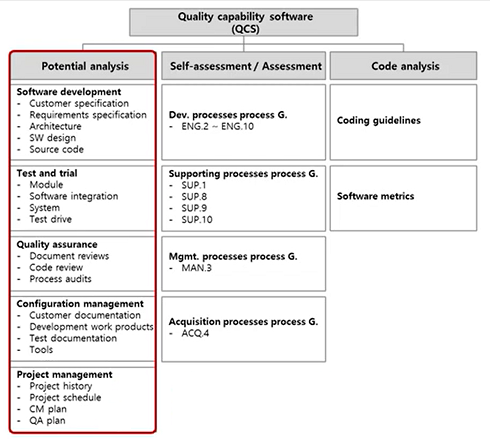 Quality capability software
(QCS)
Potential analysis
Software development
- Customer specification
- Requirements specification
- Architecture
- SW design
- Source code
Test and trial
- Module
- Software integration
- System
- Test drive
Quality assurance
- Document reviews
- Code review
- Process audits
Configuration management
- Customer documentation
- Development work products
- Test documentation
- Tools
Project management
- Project history
- Project schedule
- CM plan
- QA plan
Self-assessment / Assessment
Dev. processes process G.
- ENG.2 ~ ENG.10
Supporting processes process G.
- SUP.1
- SUP.8
- SUP.9
- SUP.10
Mgmt. processes process G.
- MAN.3
Acquisition processes process G.
- ACQ.4
Code analysis
Coding guidelines
Software metrics